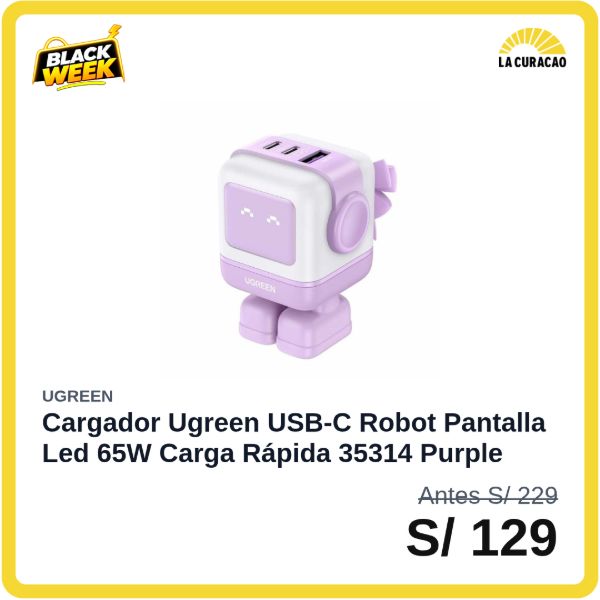 BLACK
WEEK
LA CURACAO
UGREEN
UGREEN
Cargador Ugreen USB-C Robot Pantalla
Led 65W Carga Rápida 35314 Purple
Antes S/ 229
S/ 129